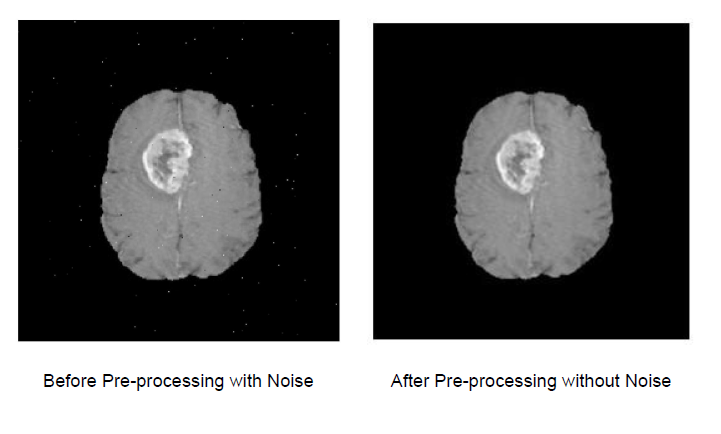 Before Pre-processing with Noise
After Pre-processing without Noise